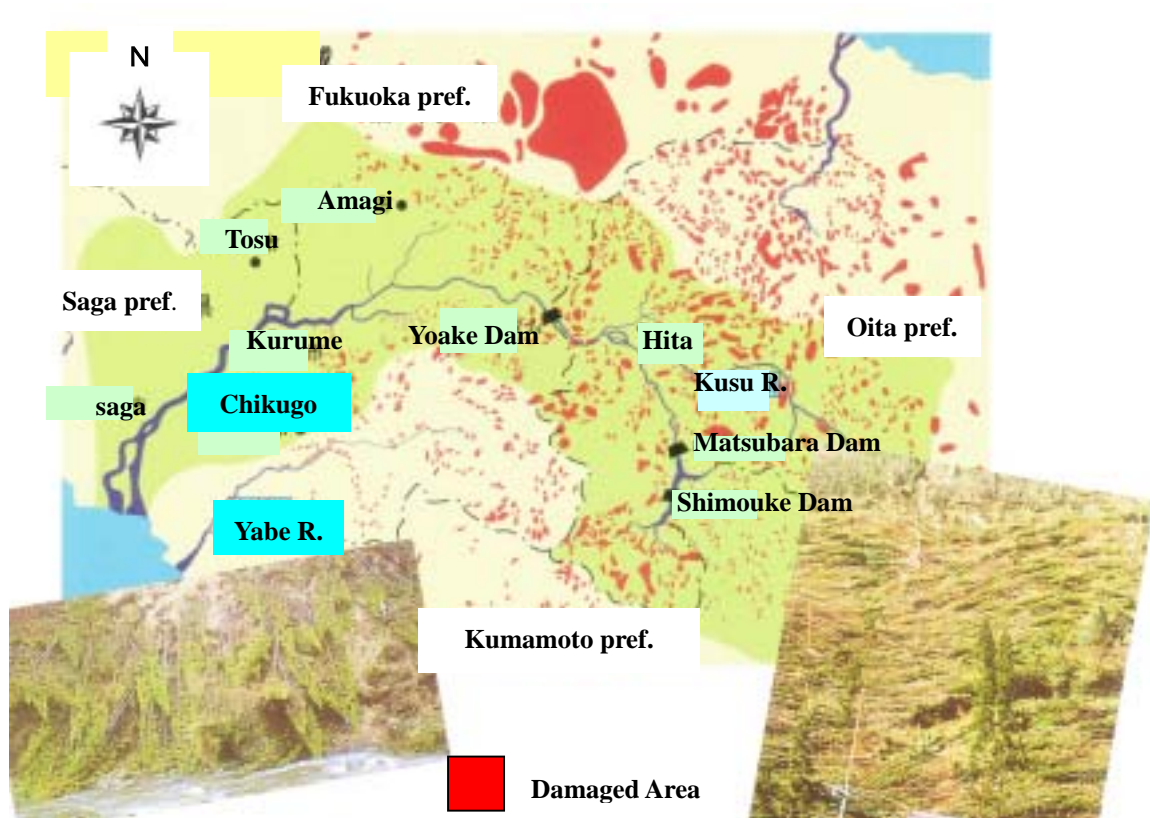 N
Fukuoka pref.
Amagi
Tosu
Saga pref.
Kurume
Yoake Dam
Hita
Oita pref.
saga
Chikugo
Kusu R.
Matsubara Dam
Shimouke Dam
Yabe R.
Kumamoto pref.
Damaged Area